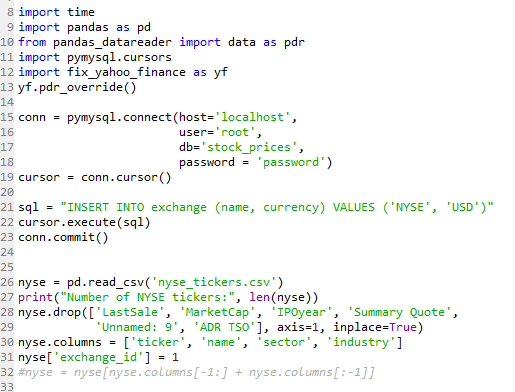 8 import time
9 import pandas as pd
10 from pandas_datareader import data as pdr
11 import pymysql.cursors
12 import fix_yahoo_finance as yf
13 yf.pdr_override()
14
15 conn = pymysql.connect(host='localhost',
16                        user='root',
17                        db='stock_prices',
18                        password = 'password')
19 cursor = conn.cursor()
20
21 sql = "INSERT INTO exchange (name, currency) VALUES ('NYSE', 'USD')"
22 cursor.execute(sql)
23 conn.commit()
24
25
26 nyse = pd.read_csv('nyse_tickers.csv')
27 print("Number of NYSE tickers:", len(nyse))
28 nyse.drop(['LastSale', 'MarketCap', 'IPOyear', 'Summary Quote',
29            'Unnamed: 9', 'ADR TSO'], axis=1, inplace=True)
30 nyse.columns = ['ticker', 'name', 'sector', 'industry']
31 nyse['exchange_id'] = 1
32 #nyse = nyse[nyse.columns[-1:] + nyse.columns[:-1]]
33